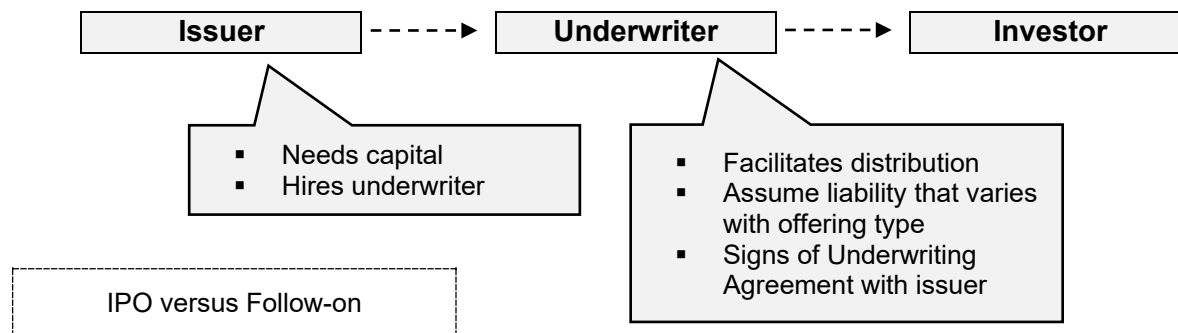 Issuer
Underwriter
Investor
▪ Needs capital
▪ Hires underwriter
▪ Facilitates distribution
▪ Assume liability that varies
with offering type
▪ Signs of Underwriting
Agreement with issuer
IPO versus Follow-on